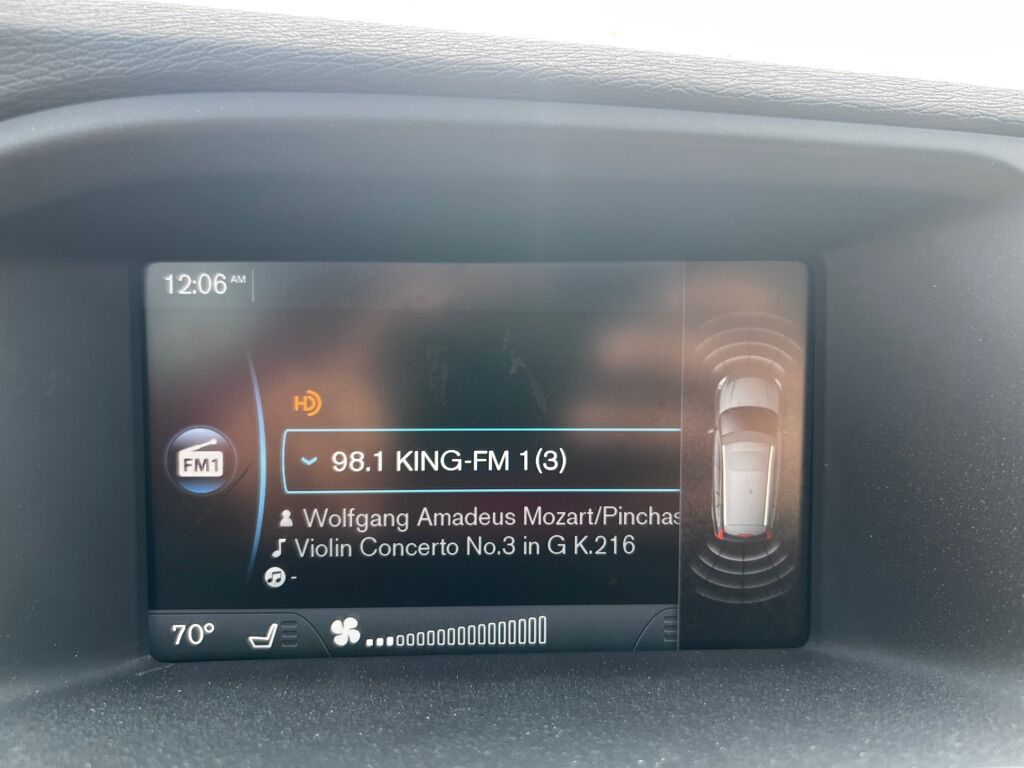 12:06 AM
HD
98.1 KING-FM 1(3)
FM1
Wolfgang Amadeus Mozart/Pinchas
Violin Concerto No.3 in G K.216
-
70°